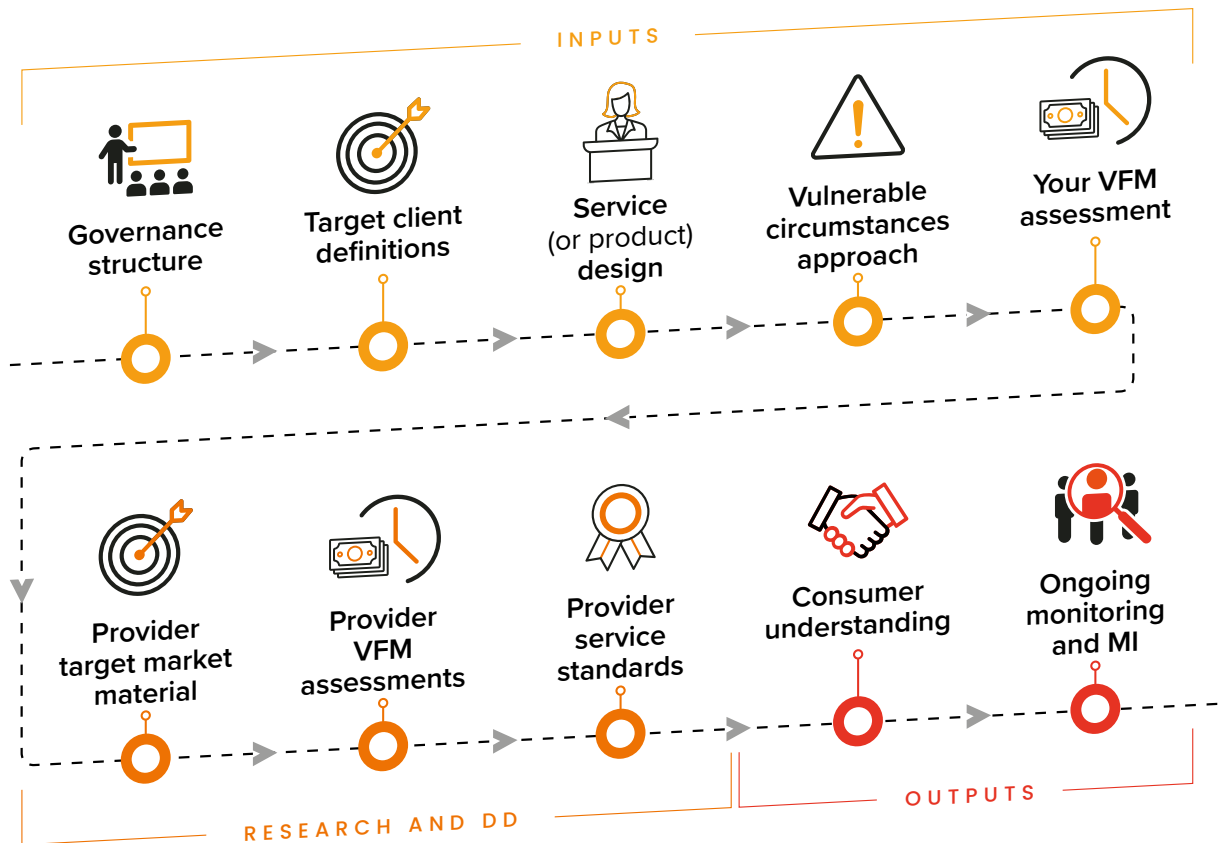 INPUTS
Governance
structure
Target client
definitions
Service
(or product)
design
Vulnerable
circumstances
approach
Your VFM
assessment
Provider
target market
material
Provider
VFM
assessments
Provider
service
standards
Consumer
understanding
Ongoing
monitoring
and MI
RESEARCH AND DD
OUTPUTS